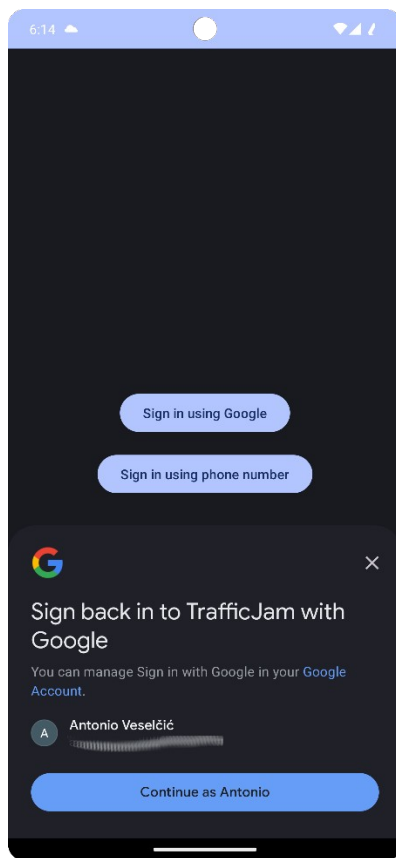 6:14
Sign in using Google
Sign in using phone number
Sign back in to TrafficJam with
Google
You can manage Sign in with Google in your Google
Account.
A
Antonio Veselčić
Continue as Antonio